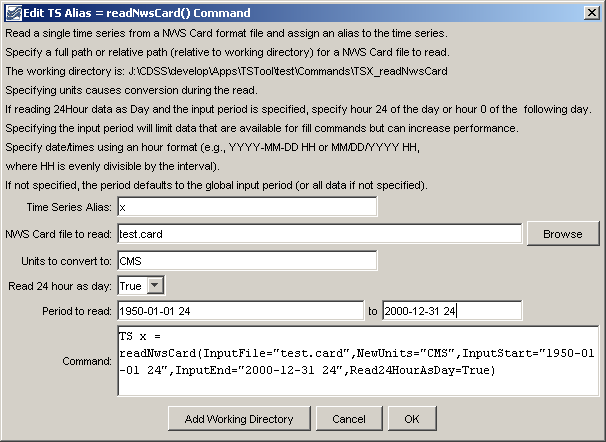 Edit TS Alias = readNwsCard() Command
Read a single time series from a NWS Card format file and assign an alias to the time series.
Specify a full path or relative path (relative to working directory) for a NWS Card file to read.
The working directory is: J:\CDSS\develop\Apps\TSTool\test\Commands\TSX_readNwsCard
Specifying units causes conversion during the read.
If reading 24Hour data as Day and the input period is specified, specify hour 24 of the day or hour 0 of the following day.
Specifying the input period will limit data that are available for fill commands but can increase performance.
Specify date/times using an hour format (e.g., YYYY-MM-DD HH or MM/DD/YYYY HH,
where HH is evenly divisible by the interval).
If not specified, the period defaults to the global input period (or all data if not specified).
Time Series Alias: x
NWS Card file to read: test.card Browse
Units to convert to: CMS
Read 24 hour as day: True
Period to read: 1950-01-01 24 to 2000-12-31 24
TS x =
readNwsCard(InputFile="test.card",NewUnits="CMS",InputStart="1950-01
Command: -01 24",InputEnd="2000-12-31 24",Read24HourAsDay=True)
Add Working Directory Cancel OK